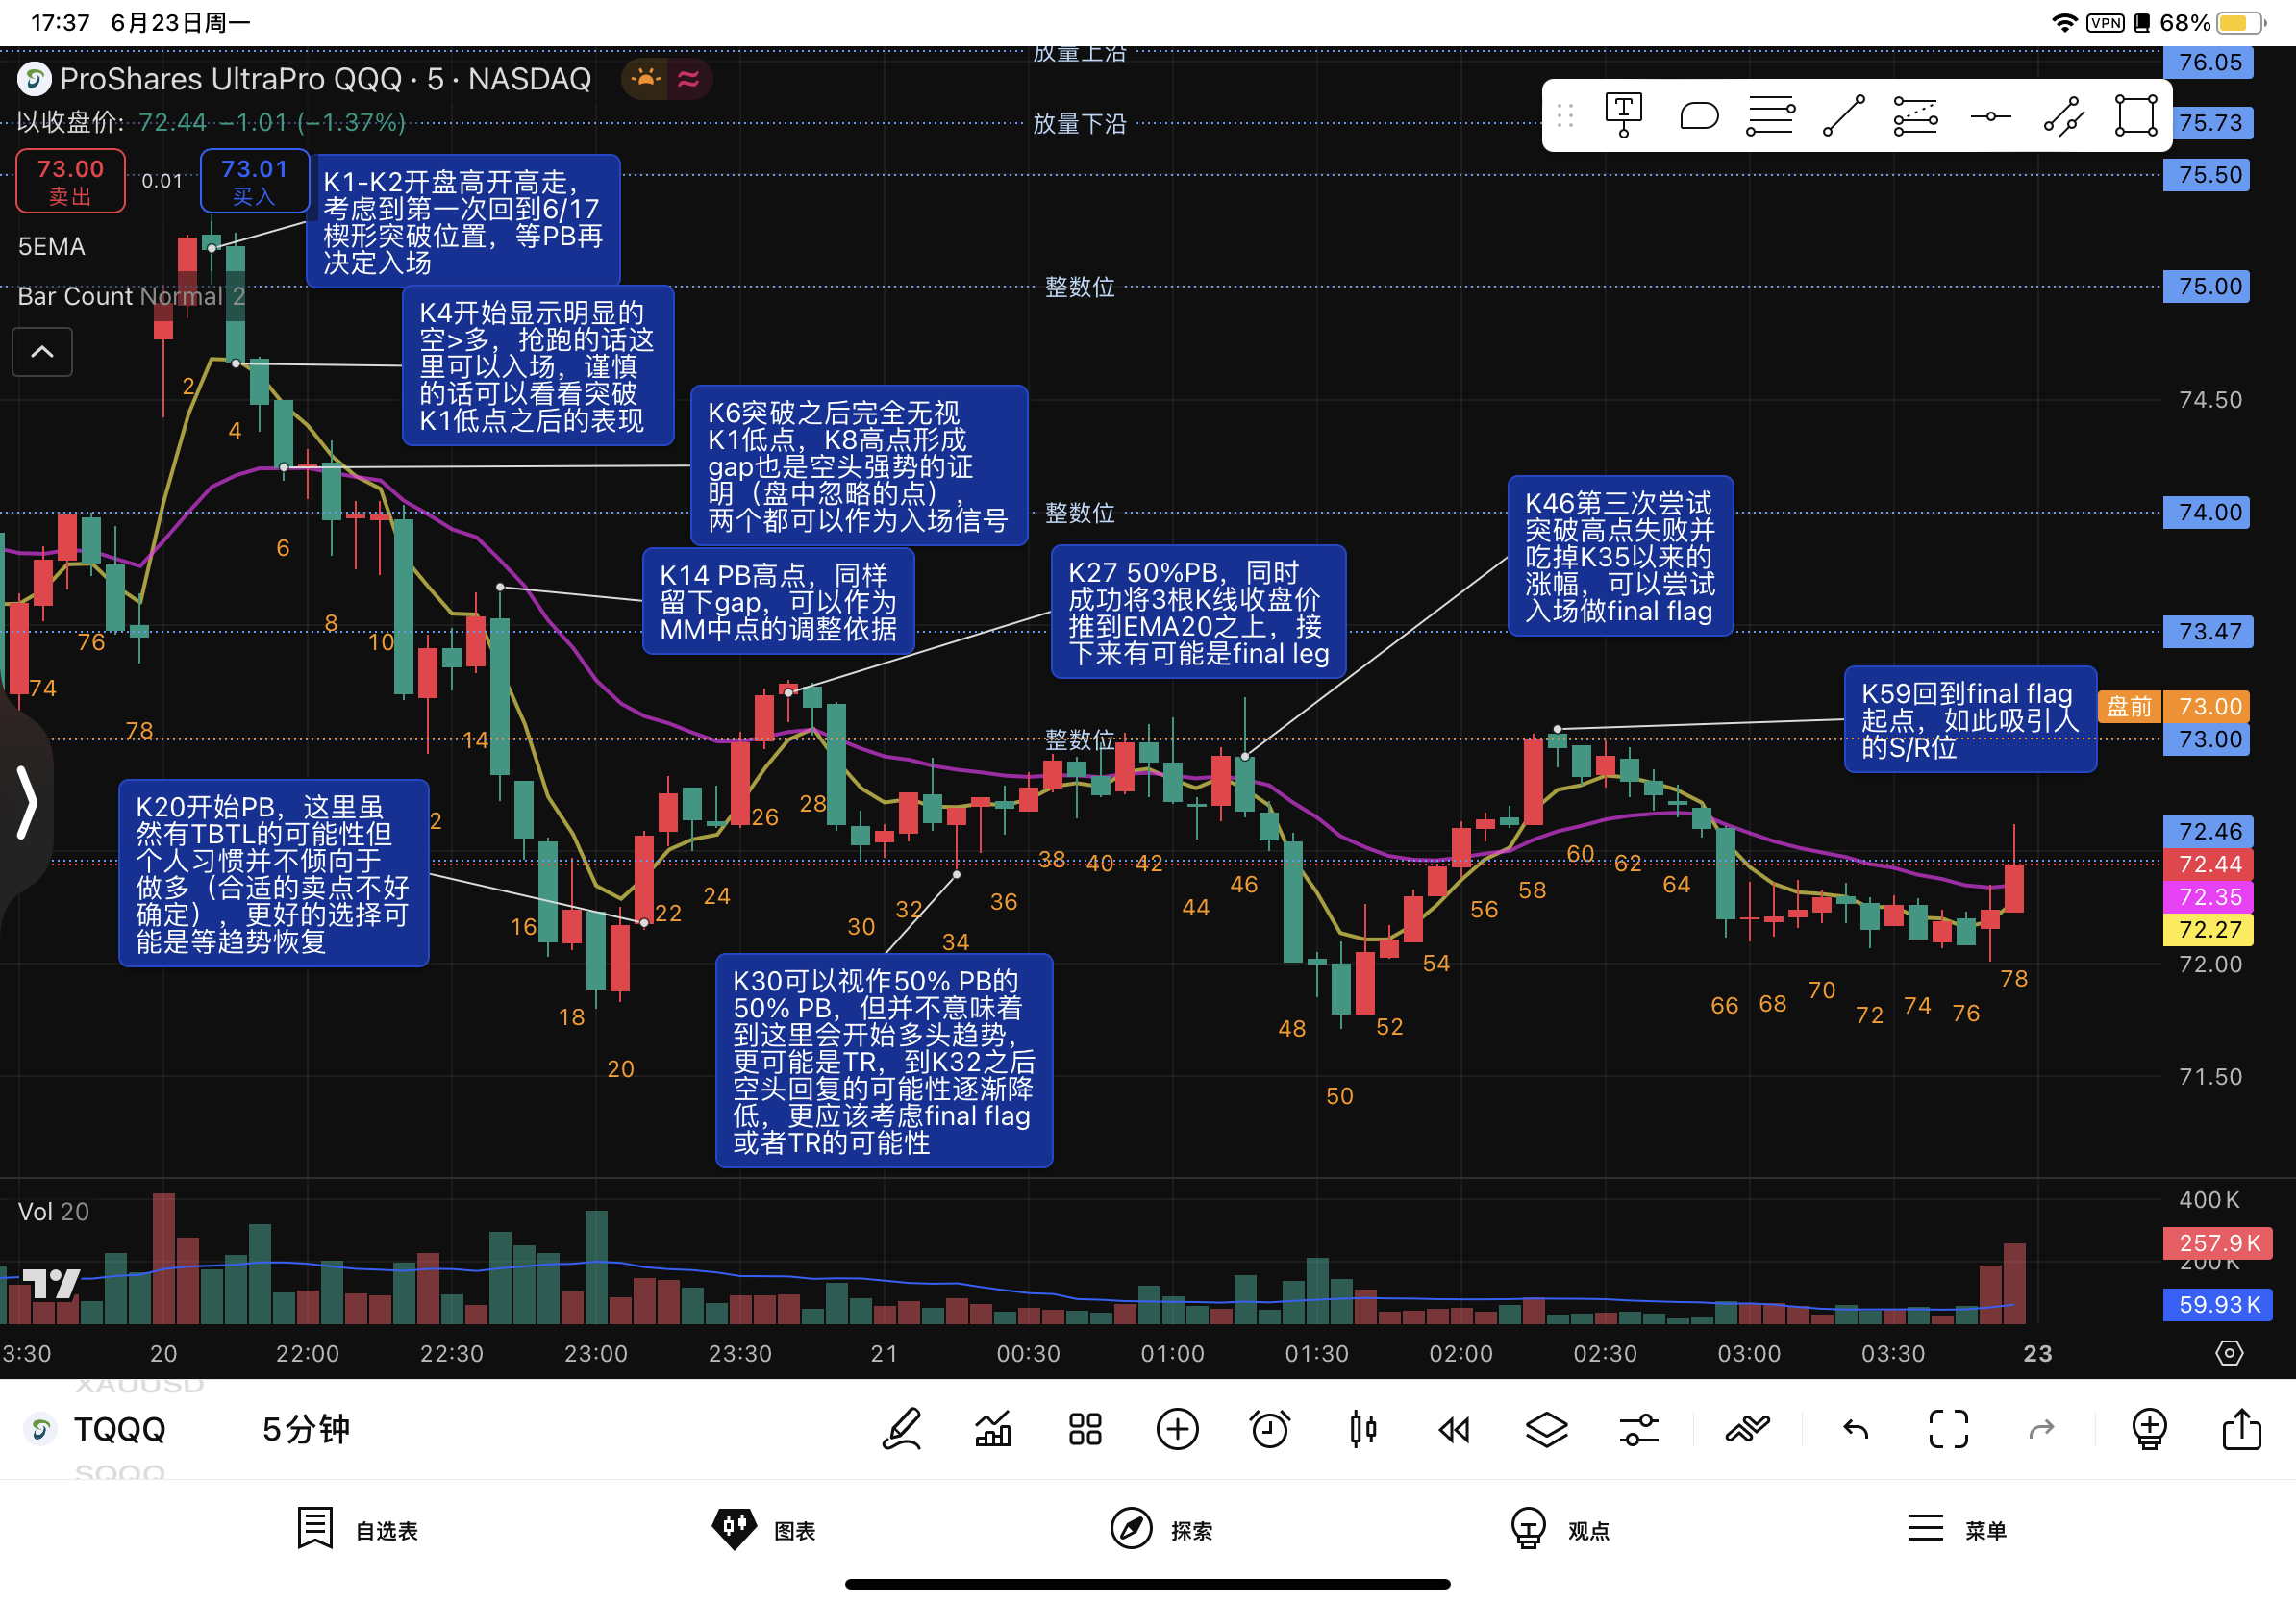 17:37 6月23日周一
VPN 68%
放量上沿
76.05
ProShares UltraPro QQQ · 5 · NASDAQ
以收盘价: 72.44 −1.01 (−1.37%)
放量下沿
75.73
73.00
卖出
0.01
73.01
买入
75.50
K1-K2开盘高开高走，
考虑到第一次回到6/17
楔形突破位置，等PB再
决定入场
5EMA
Bar Count Normal 2
整数位
75.00
K4开始显示明显的
空>多，抢跑的话这
里可以入场，谨慎
的话可以看看突破
K1低点之后的表现
74.50
K6突破之后完全无视
K1低点，K8高点形成
gap也是空头强势的证
明（盘中忽略的点），
两个都可以作为入场信号
整数位
74.00
K14 PB高点，同样
留下gap，可以作为
MM中点的调整依据
K27 50%PB，同时
成功将3根K线收盘价
推到EMA20之上，接
下来有可能是final leg
K46第三次尝试
突破高点失败并
吃掉K35以来的
涨幅，可以尝试
入场做final flag
73.47
K59回到final flag
起点，如此吸引人
的S/R位
盘前 73.00
整数位
73.00
K20开始PB，这里虽
然有TBTL的可能性但
个人习惯并不倾向于
做多（合适的卖点不好
确定），更好的选择可
能是等趋势恢复
72.46
72.44
72.35
72.27
72.00
K30可以视作50% PB的
50% PB，但并不意味着
到这里会开始多头趋势，
更可能是TR，到K32之后
空头回复的可能性逐渐降
低，更应该考虑final flag
或者TR的可能性
71.50
74 76 78 2 4 6 8 10 2 14 16 18 20 22 24 26 28 30 32 34 36 38 40 42 44 46 48 50 52 54 56 58 60 62 64 66 68 70 72 74 76 78
Vol 20
400 K
257.9 K
200 K
59.93 K
3:30 20 22:00 22:30 23:00 23:30 21 00:30 01:00 01:30 02:00 02:30 03:00 03:30 23
XAUUSD
TQQQ 5分钟
SQQQ
自选表 图表 探索 观点 菜单